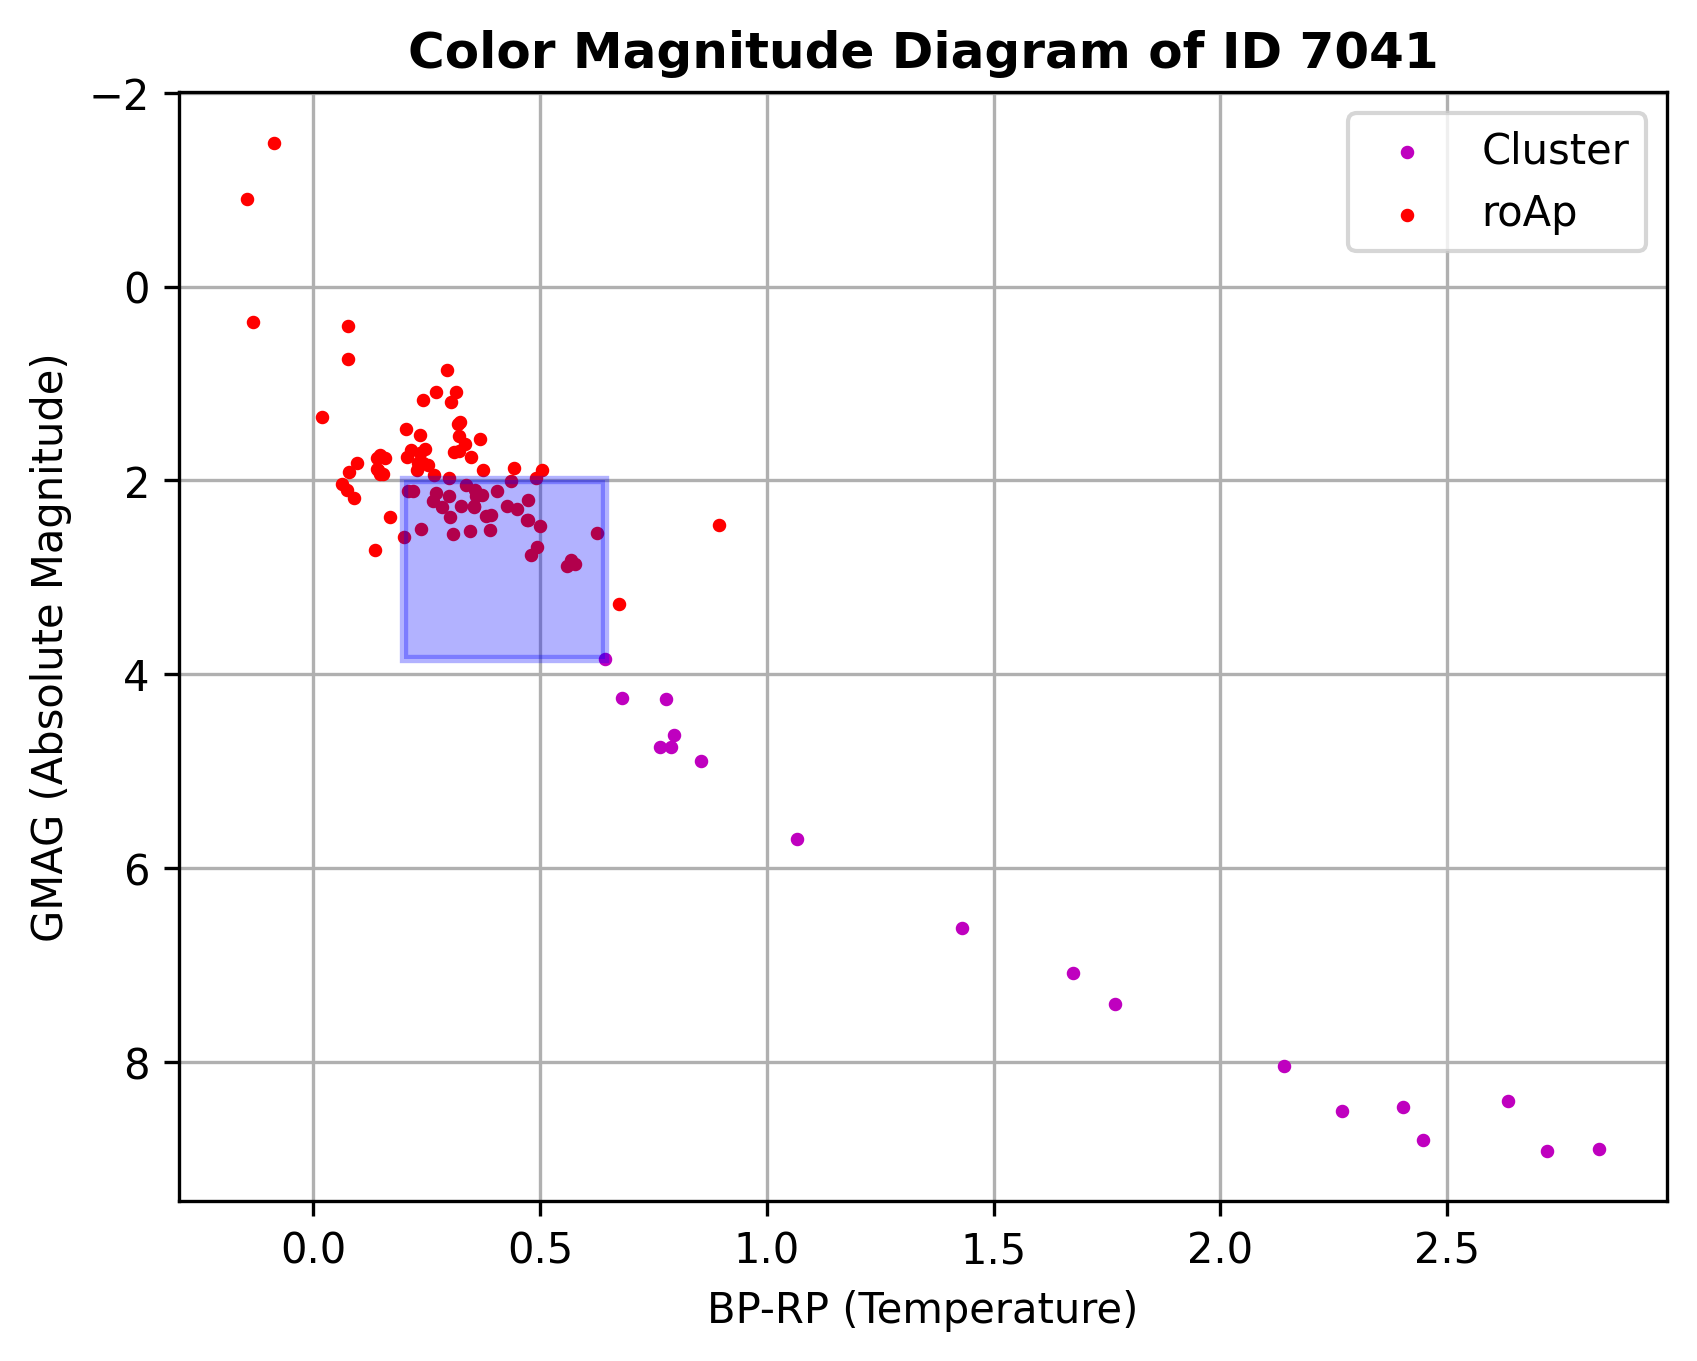 Color Magnitude Diagram of ID 7041
Cluster
roAp
−2
0
2
4
6
8
GMAG (Absolute Magnitude)
0.0 0.5 1.0 1.5 2.0 2.5
BP-RP (Temperature)